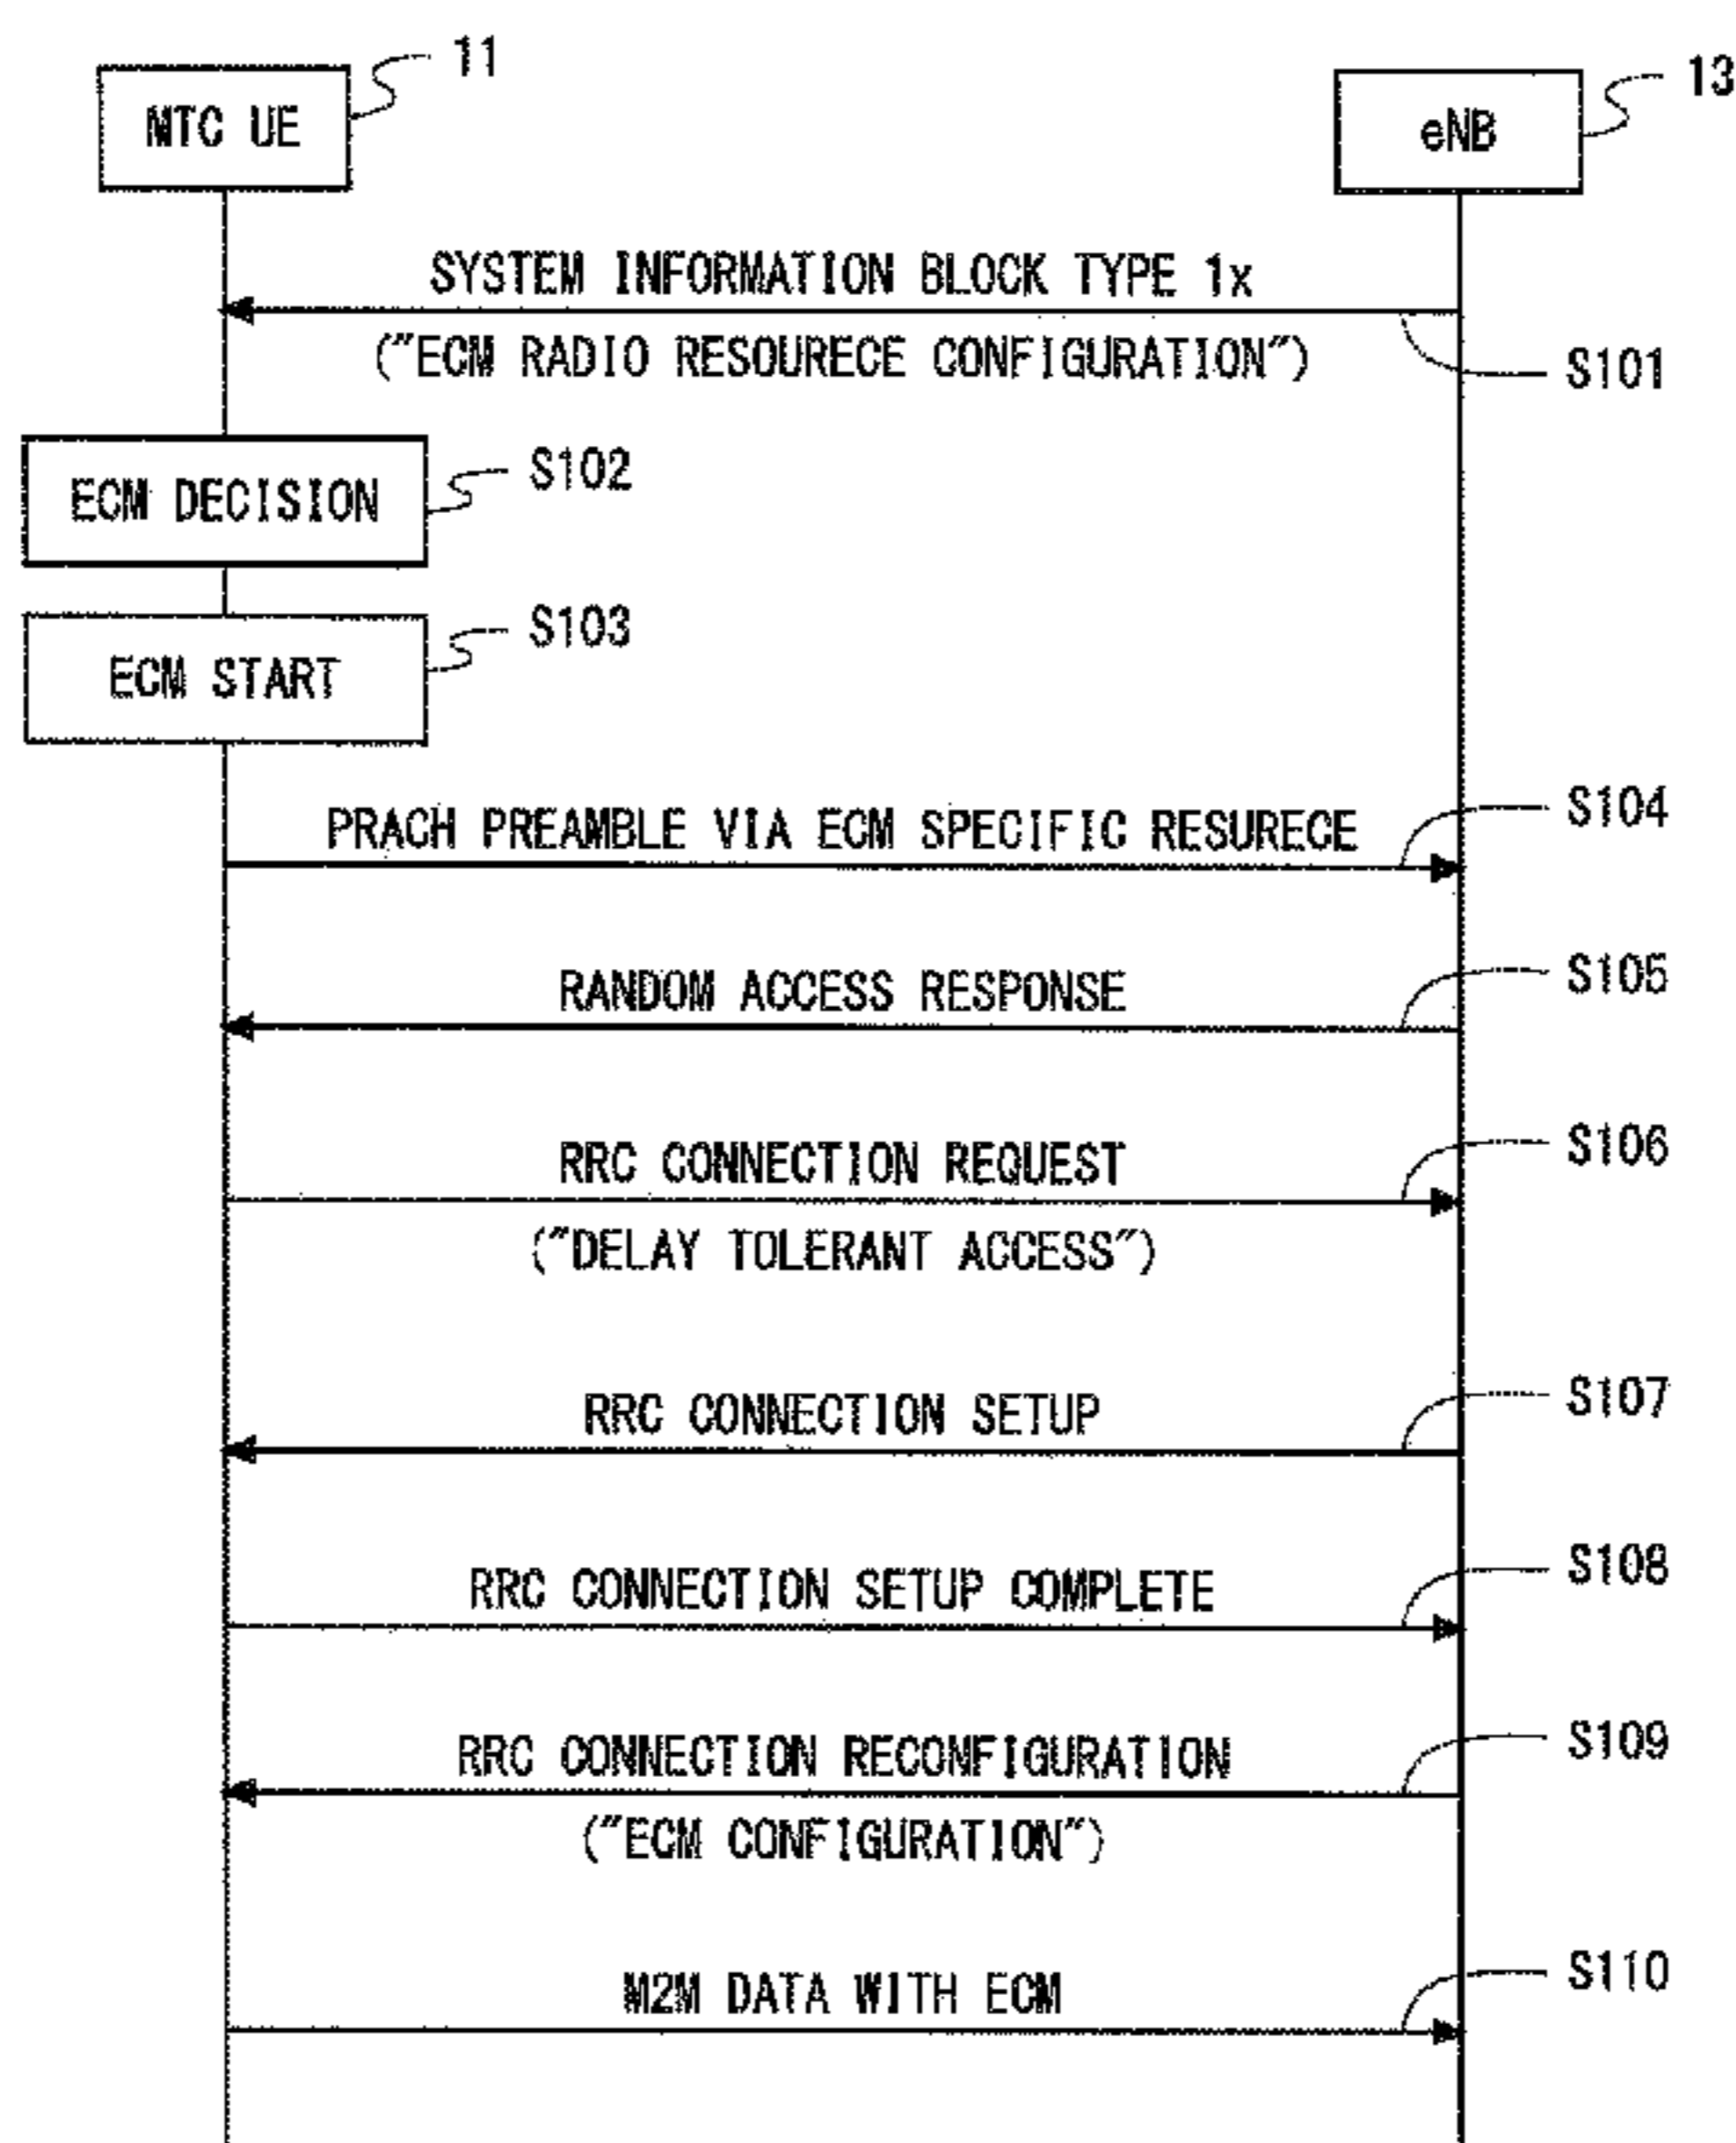 11
13
MTC UE
eNB
SYSTEM INFORMATION BLOCK TYPE 1x
("ECM RADIO RESOURECE CONFIGURATION")
S101
ECM DECISION
S102
ECM START
S103
PRACH PREAMBLE VIA ECM SPECIFIC RESURECE
S104
RANDOM ACCESS RESPONSE
S105
RRC CONNECTION REQUEST
S106
("DELAY TOLERANT ACCESS")
RRC CONNECTION SETUP
S107
RRC CONNECTION SETUP COMPLETE
S108
RRC CONNECTION RECONFIGURATION
S109
("ECM CONFIGURATION")
M2M DATA WITH ECM
S110